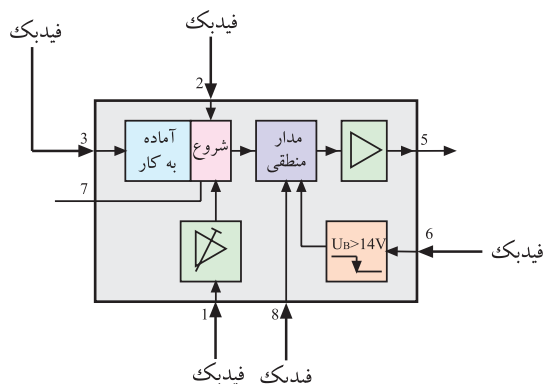 فیدبک
فیدبک
2
3
آماده
به کار
شروع
مدار
منطقی
5
7
6
UB>14V
فیدبک
1
8
فیدبک
فیدبک